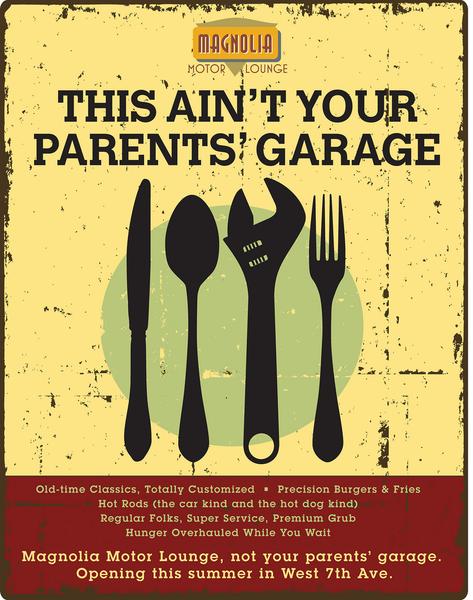 MAGNOLIA
MOTOR LOUNGE
THIS AIN'T YOUR
PARENTS' GARAGE
Old-time Classics, Totally Customized ▪ Precision Burgers & Fries
Hot Rods (the car kind and the hot dog kind)
Regular Folks, Super Service, Premium Grub
Hunger Overhauled While You Wait
Magnolia Motor Lounge, not your parents' garage.
Opening this summer in West 7th Ave.